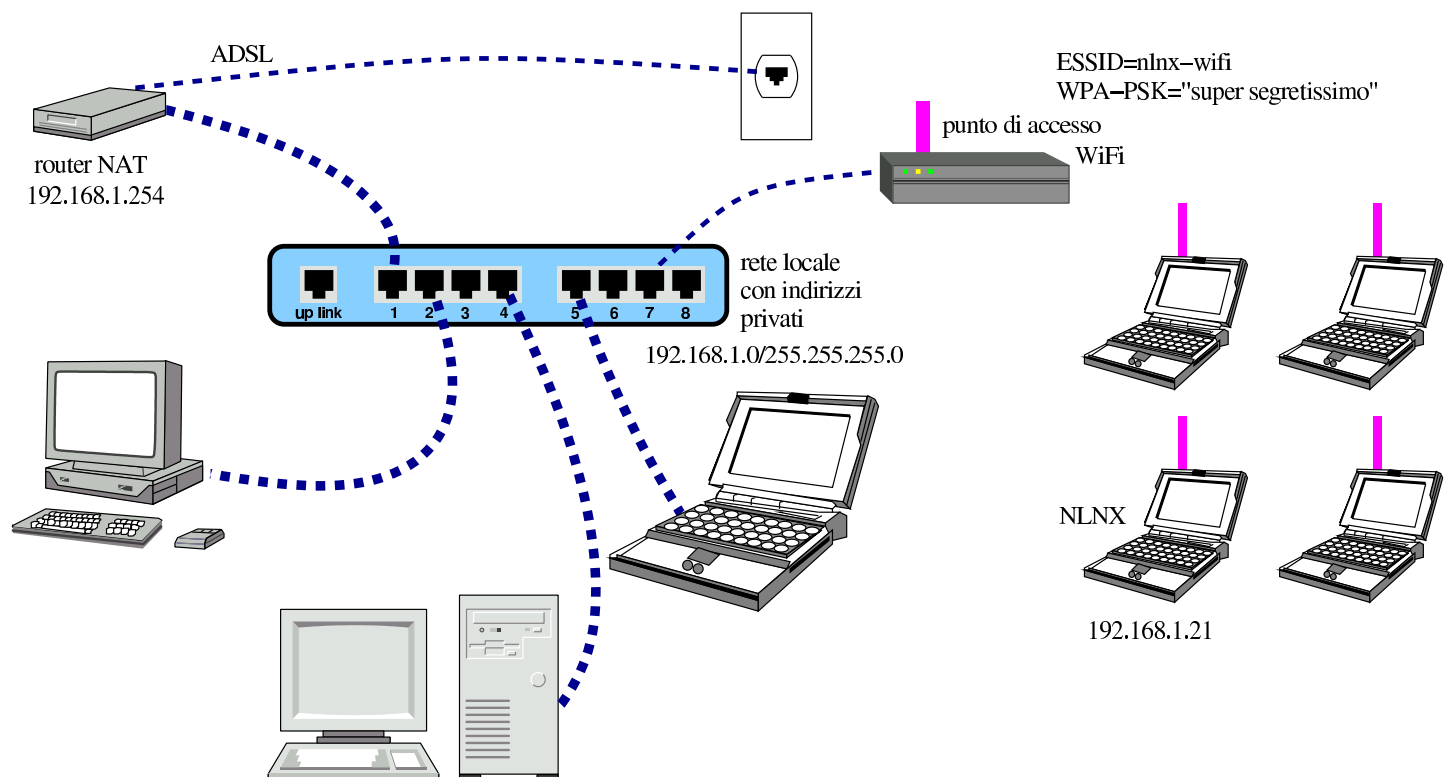 ADSL
ESSID=nlnx−wifi
WPA−PSK="super segretissimo"
punto di accesso
WiFi
router NAT
192.168.1.254
rete locale
con indirizzi
privati
192.168.1.0/255.255.255.0
up link 1 2 3 4 5 6 7 8
NLNX
192.168.1.21